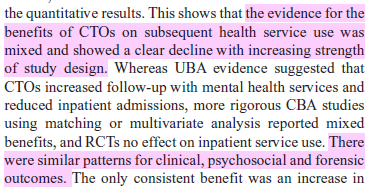 the quantitative results. This shows that the evidence for the
benefits of CTOs on subsequent health service use was
mixed and showed a clear decline with increasing strength
of study design. Whereas UBA evidence suggested that
CTOs increased follow-up with mental health services and
reduced inpatient admissions, more rigorous CBA studies
using matching or multivariate analysis reported mixed
benefits, and RCTs no effect on inpatient service use. There
were similar patterns for clinical, psychosocial and forensic
outcomes. The only consistent benefit was an increase in